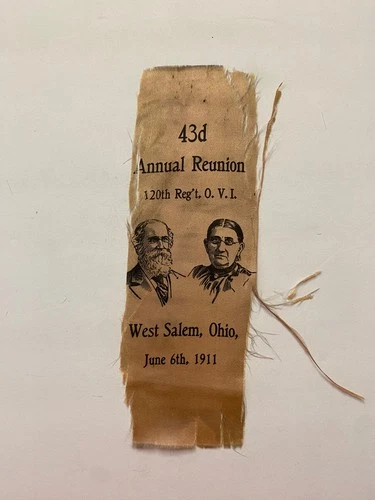 43d
Annual Reunion
120th Reg't. O. V. I.
West Salem, Ohio,
June 6th, 1911